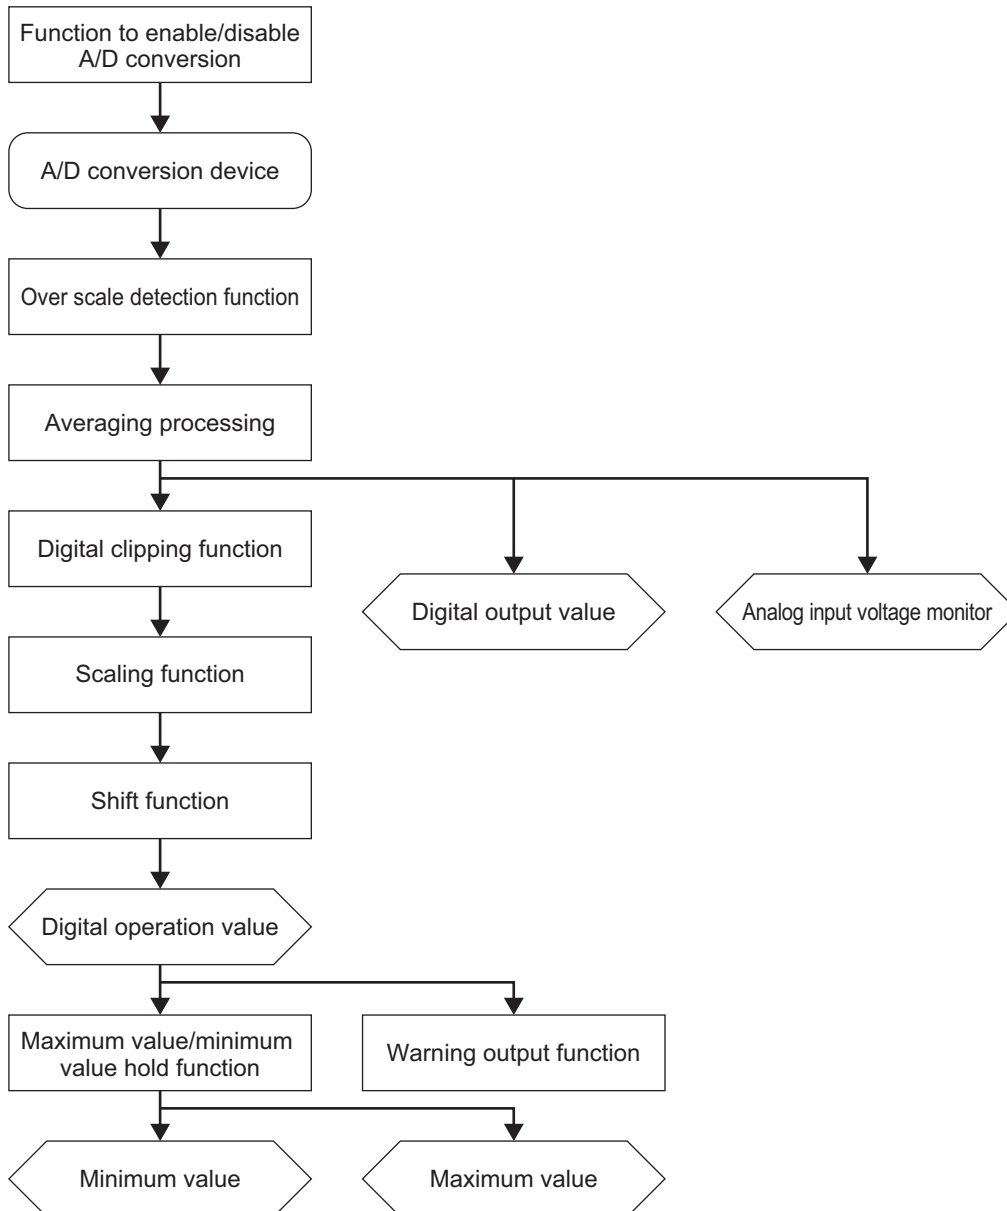 Function to enable/disable
A/D conversion
A/D conversion device
Over scale detection function
Averaging processing
Digital clipping function
Digital output value
Analog input voltage monitor
Scaling function
Shift function
Digital operation value
Maximum value/minimum
value hold function
Warning output function
Minimum value
Maximum value